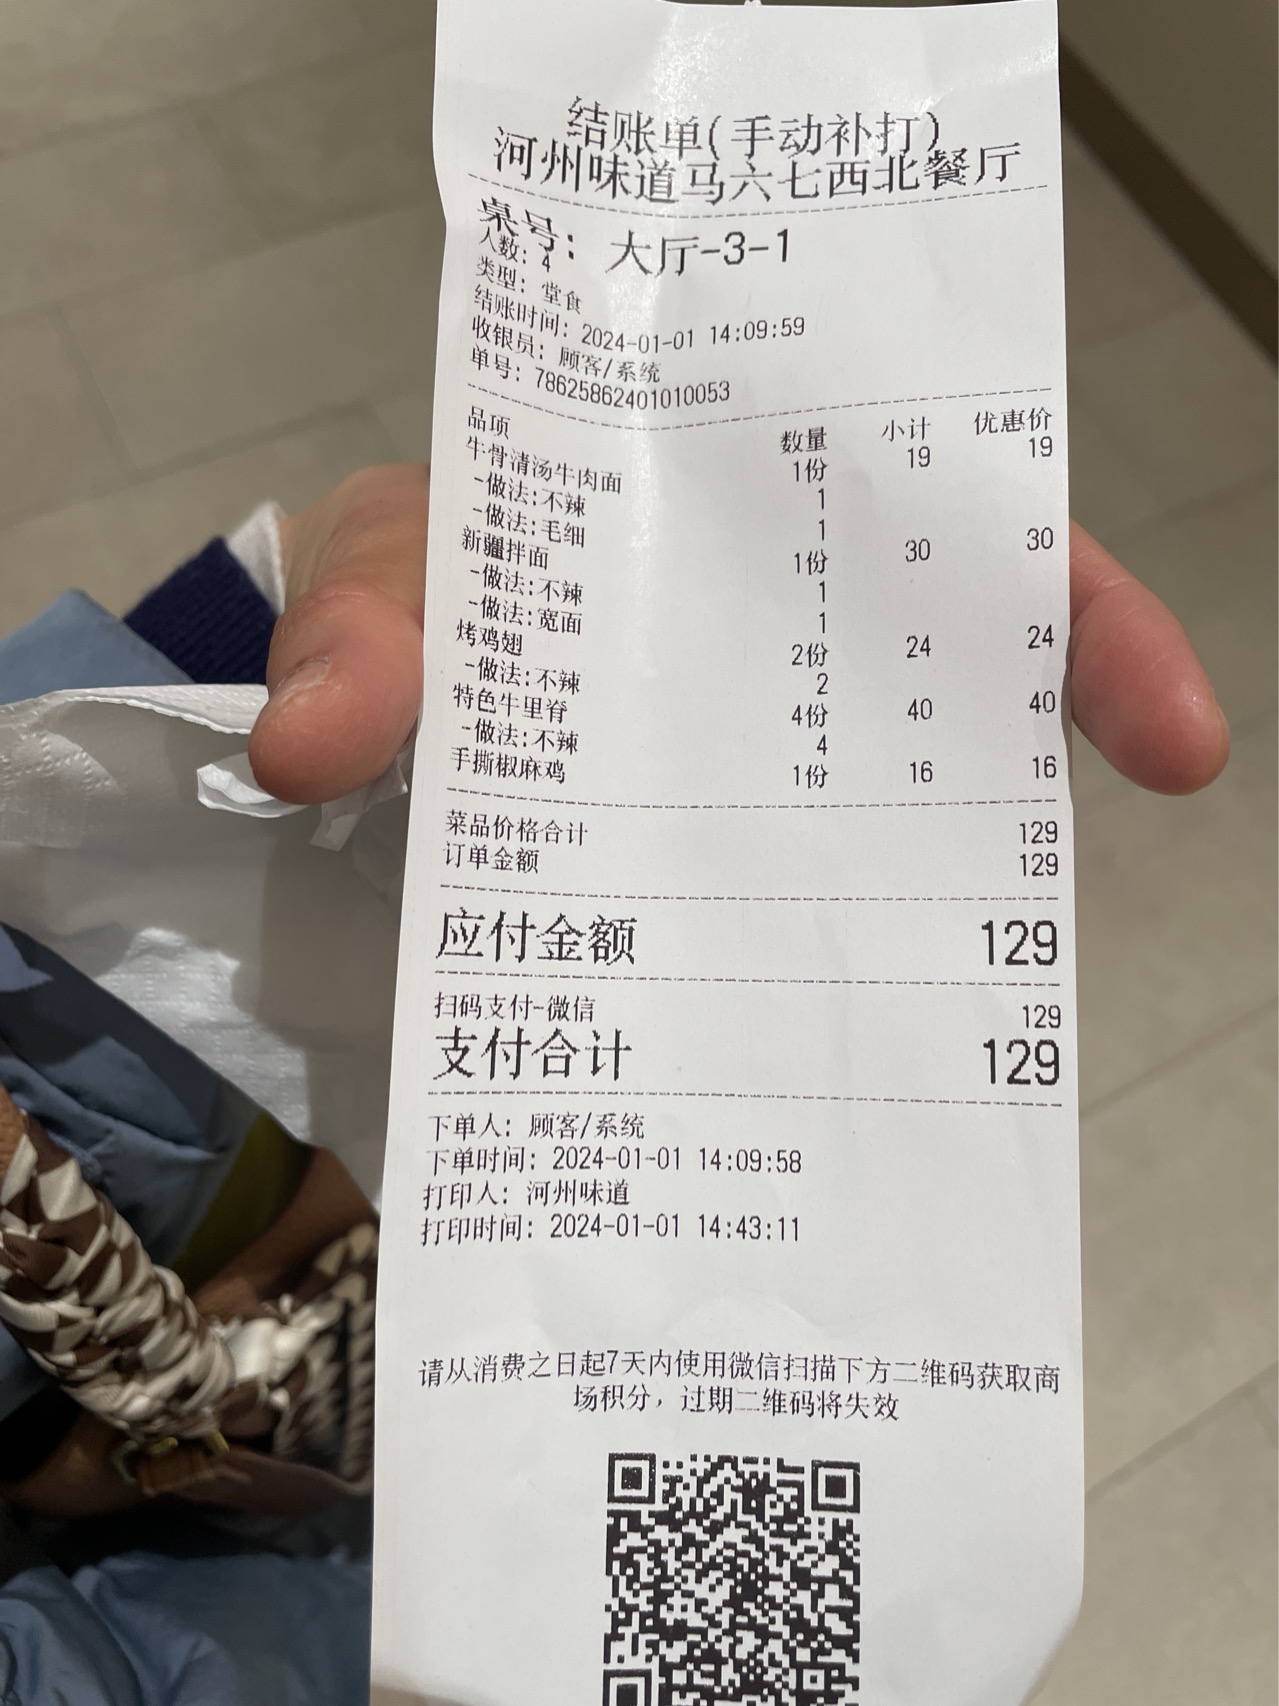 结账单(手动补打)
河州味道马六七西北餐厅
桌号: 大厅-3-1
人数: 4
类型: 堂食
结账时间: 2024-01-01 14:09:59
收银员: 顾客/系统
单号: 78625862401010053
品项 数量 小计 优惠价
牛骨清汤牛肉面 1份 19 19
-做法:不辣 1
-做法:毛细 1
新疆拌面 1份 30 30
-做法:不辣 1
-做法:宽面 1
烤鸡翅 2份 24 24
-做法:不辣 2
特色牛里脊 4份 40 40
-做法:不辣 4
手撕椒麻鸡 1份 16 16
菜品价格合计 129
订单金额 129
应付金额 129
扫码支付-微信 129
支付合计 129
下单人: 顾客/系统
下单时间: 2024-01-01 14:09:58
打印人: 河州味道
打印时间: 2024-01-01 14:43:11
请从消费之日起7天内使用微信扫描下方二维码获取商
场积分，过期二维码将失效